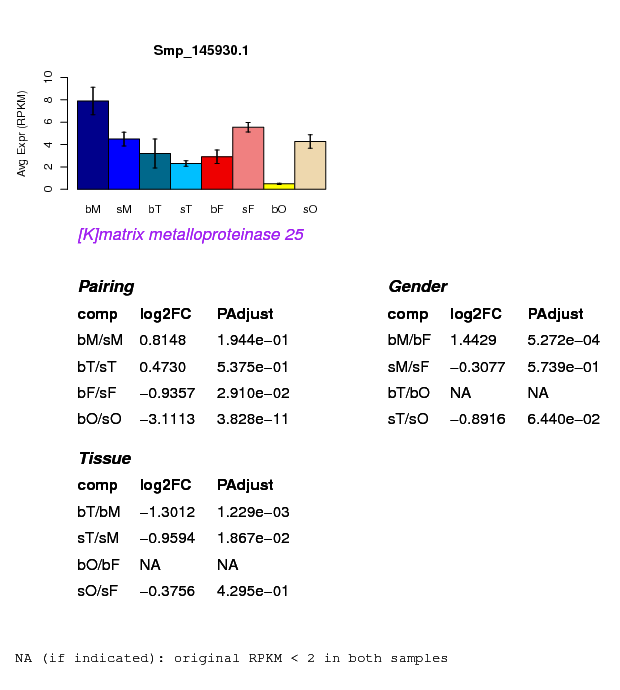 Smp_145930.1
Avg Expr (RPKM)
0 2 4 6 8 10
bM sM bT sT bF sF bO sO
[K]matrix metalloproteinase 25
Pairing
comp log2FC PAdjust
bM/sM 0.8148 1.944e−01
bT/sT 0.4730 5.375e−01
bF/sF −0.9357 2.910e−02
bO/sO −3.1113 3.828e−11
Gender
comp log2FC PAdjust
bM/bF 1.4429 5.272e−04
sM/sF −0.3077 5.739e−01
bT/bO NA NA
sT/sO −0.8916 6.440e−02
Tissue
comp log2FC PAdjust
bT/bM −1.3012 1.229e−03
sT/sM −0.9594 1.867e−02
bO/bF NA NA
sO/sF −0.3756 4.295e−01
NA (if indicated): original RPKM < 2 in both samples